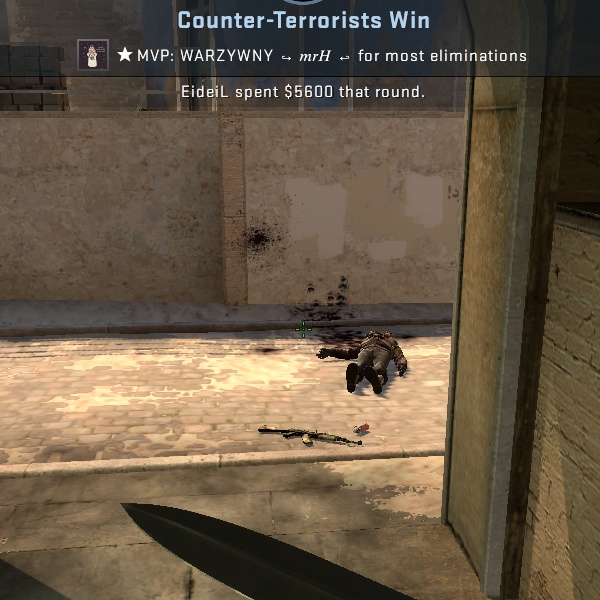 Counter-Terrorists Win
★ MVP: WARZYWNY ↪ mrH ↩ for most eliminations
EideiL spent $5600 that round.